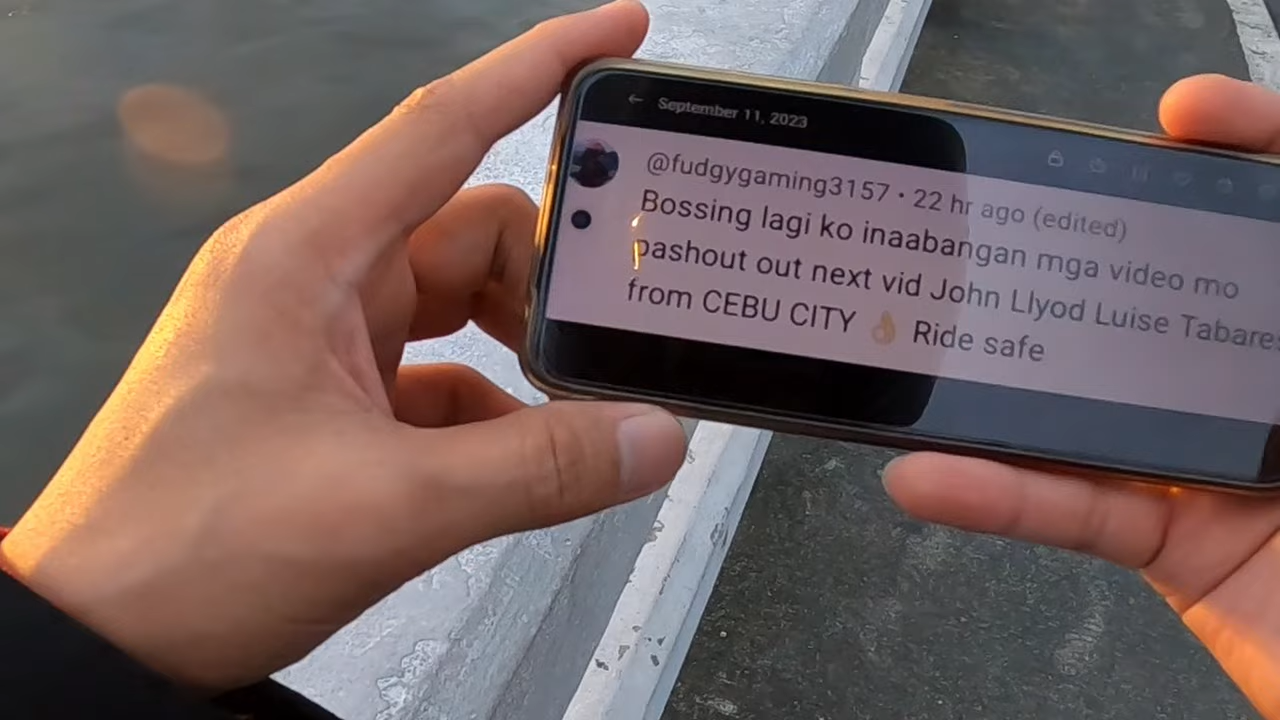 ← September 11, 2023
@fudgygaming3157 • 22 hr ago (edited)
Bossing lagi ko inaabangan mga video mo
pashout out next vid John Llyod Luise Tabares
from CEBU CITY 👌 Ride safe